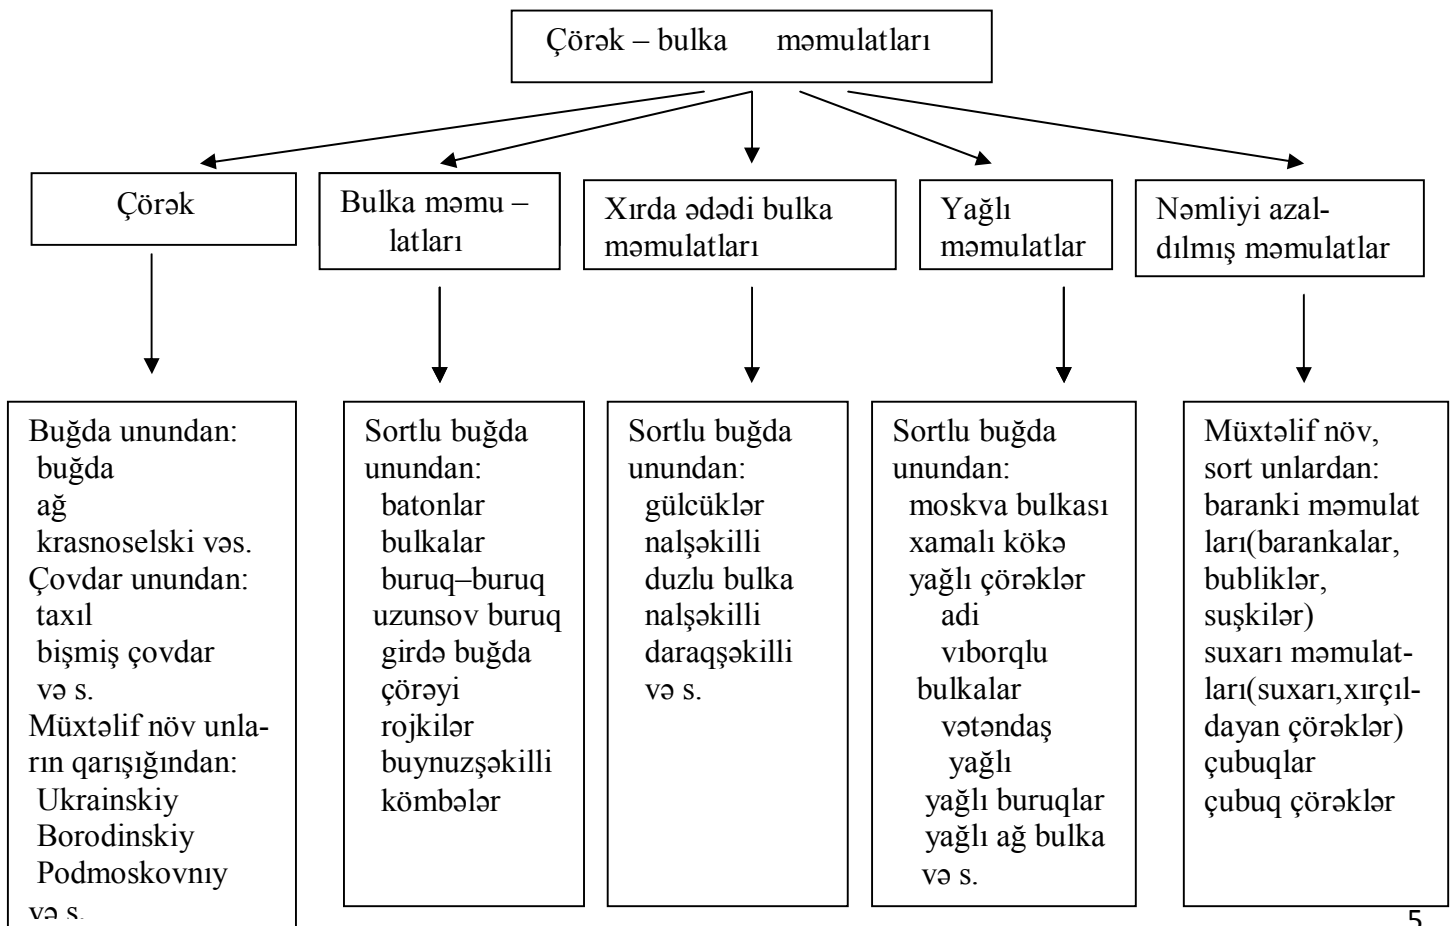 Çörək – bulka məmulatları
Çörək
Bulka məmu –
latları
Xırda ədədi bulka
məmulatları
Yağlı
məmulatlar
Nəmliyi azal-
dılmış məmulatlar
Buğda unundan:
buğda
ağ
krasnoselski vəs.
Çovdar unundan:
taxıl
bişmiş çovdar
və s.
Müxtəlif növ unla-
rın qarışığından:
Ukrainskiy
Borodinskiy
Podmoskovnıy
və s.
Sortlu buğda
unundan:
batonlar
bulkalar
buruq–buruq
uzunsov buruq
girdə buğda
çörəyi
rojkilər
buynuzşəkilli
kömbələr
Sortlu buğda
unundan:
gülcüklər
nalşəkilli
duzlu bulka
nalşəkilli
daraqşəkilli
və s.
Sortlu buğda
unundan:
moskva bulkası
xamalı kökə
yağlı çörəklər
adi
vıborqlu
bulkalar
vətəndaş
yağlı
yağlı buruqlar
yağlı ağ bulka
və s.
Müxtəlif növ,
sort unlardan:
baranki məmulat
ları(barankalar,
bubliklər,
suşkilər)
suxarı məmulat-
ları(suxarı,xırçıl-
dayan çörəklər)
çubuqlar
çubuq çörəklər
5